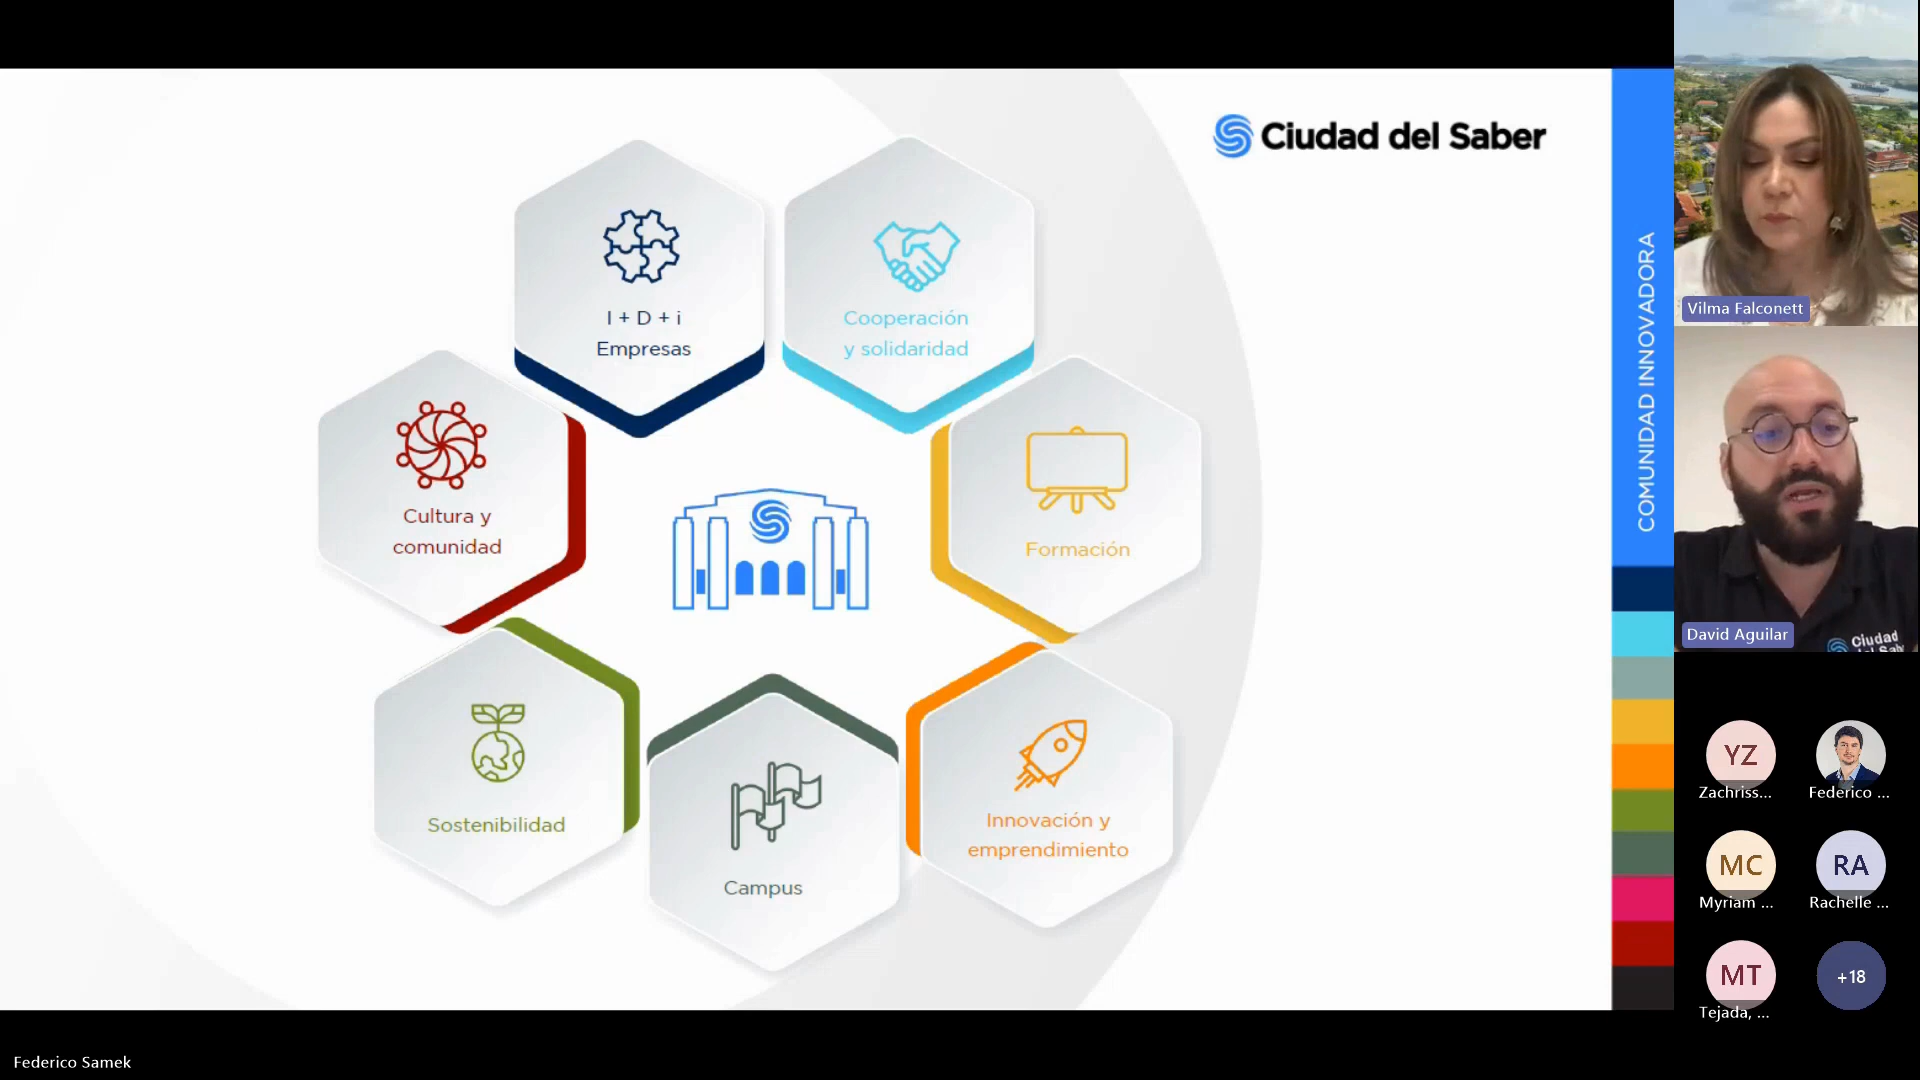 Ciudad del Saber
I + D + i
Empresas
Cooperación
y solidaridad
Cultura y
comunidad
Formación
Sostenibilidad
Campus
Innovación y
emprendimiento
COMUNIDAD INNOVADORA
Vilma Falconett
Ciudad
David Aguilar
YZ
Zachriss...
Federico ...
MC
Myriam ...
RA
Rachelle ...
MT
Tejada, ...
+18
Federico Samek